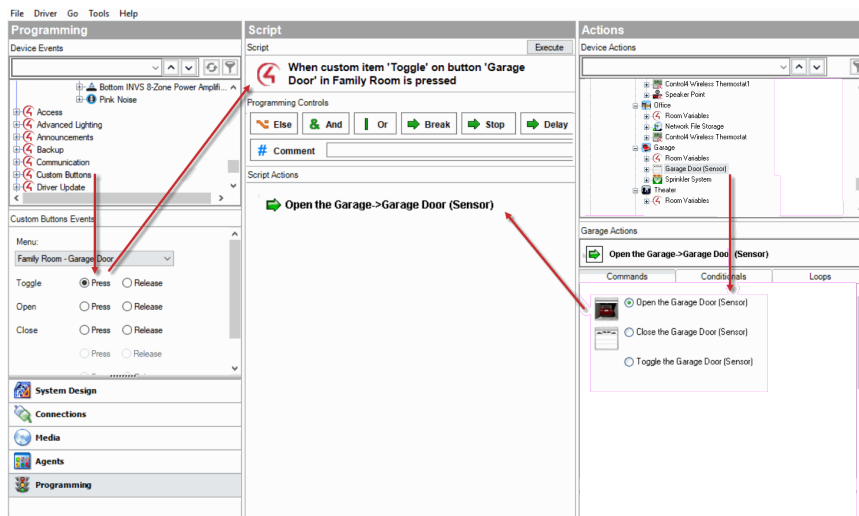 File Driver Go Tools Help
Programming
Device Events
Bottom INVS 8-Zone Power Amplifi...
Pink Noise
Access
Advanced Lighting
Announcements
Backup
Communication
Custom Buttons
Driver Update
Custom Buttons Events
Menu:
Family Room - Garage Door
Toggle Press Release
Open Press Release
Close Press Release
Press Release
System Design
Connections
Media
Agents
Programming
Script
Script Execute
When custom item 'Toggle' on button 'Garage
Door' in Family Room is pressed
Programming Controls
Else And Or Break Stop Delay
# Comment
Script Actions
Open the Garage->Garage Door (Sensor)
Actions
Device Actions
Control4 Wireless Thermostat1
Speaker Point
Office
Room Variables
Network File Storage
Control4 Wireless Thermostat
Garage
Room Variables
Garage Door (Sensor)
Sprinkler System
Theater
Room Variables
Garage Actions
Open the Garage->Garage Door (Sensor)
Commands Conditionals Loops
Open the Garage Door (Sensor)
Close the Garage Door (Sensor)
Toggle the Garage Door (Sensor)